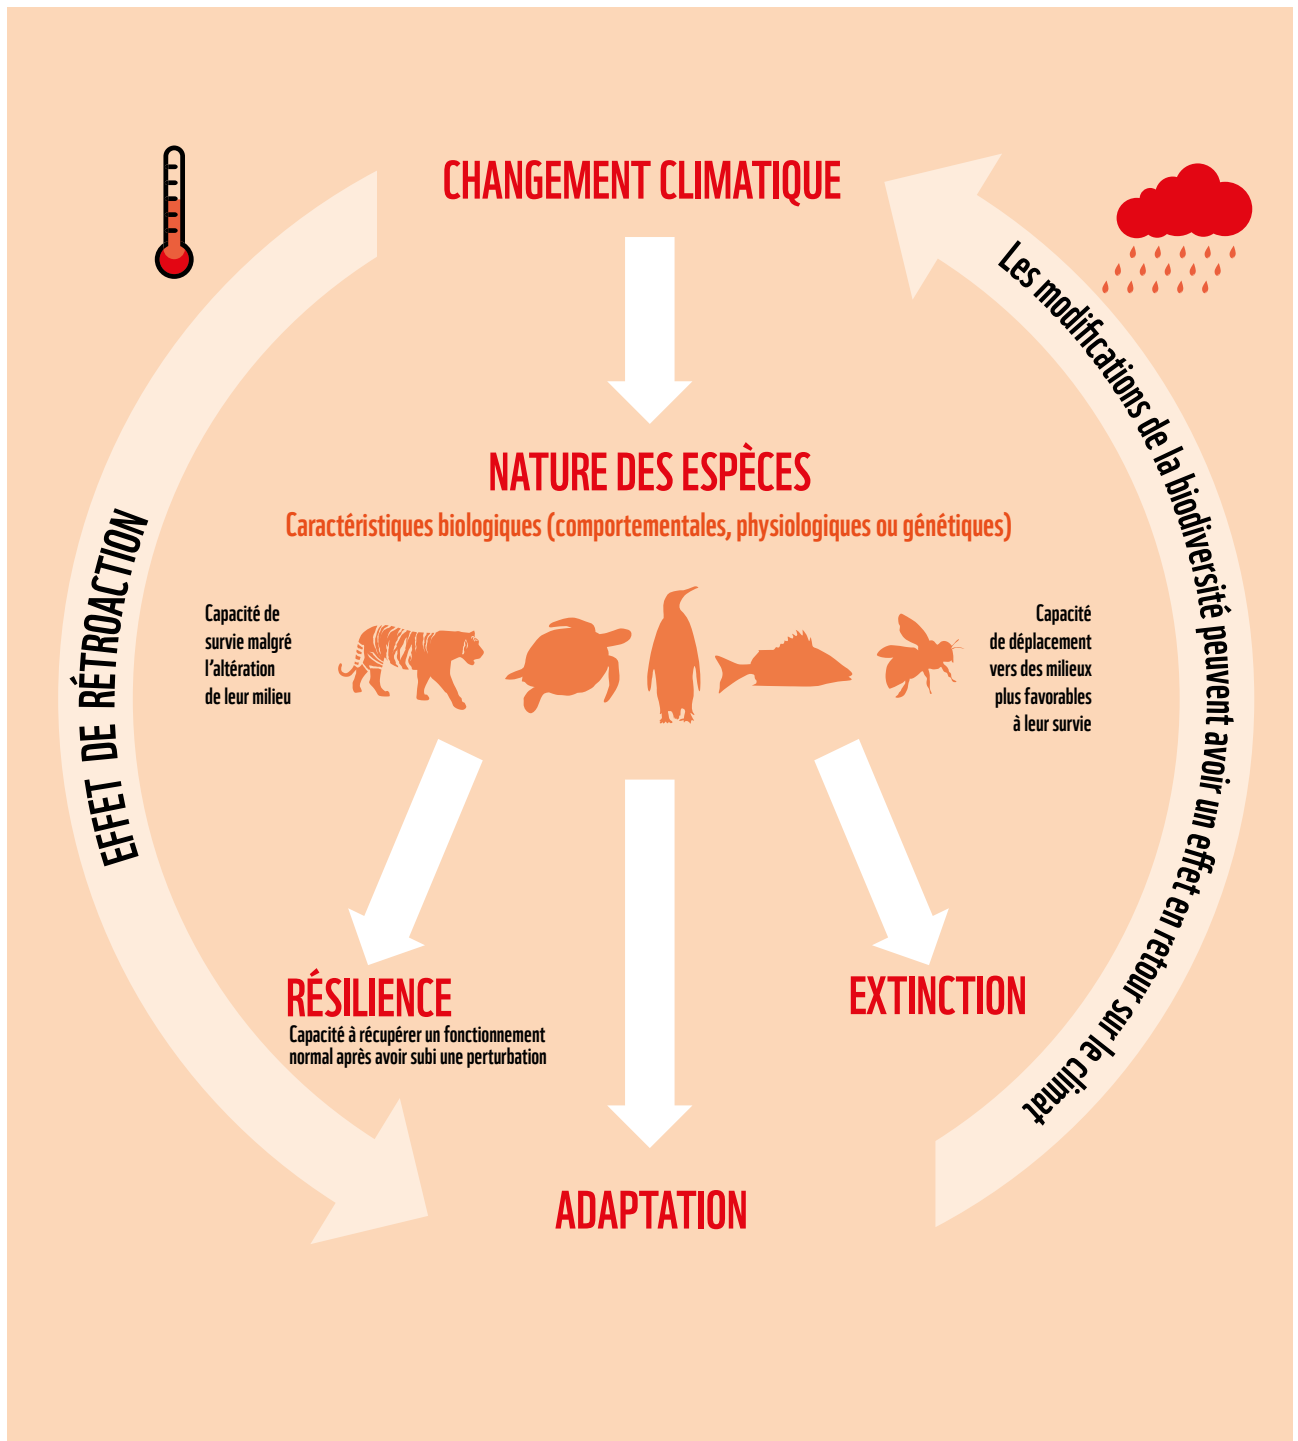 CHANGEMENT CLIMATIQUE
NATURE DES ESPÈCES
Caractéristiques biologiques (comportementales, physiologiques ou génétiques)
Capacité de
survie malgré
l'altération
de leur milieu
Capacité
de déplacement
vers des milieux
plus favorables
à leur survie
RÉSILIENCE
Capacité à récupérer un fonctionnement
normal après avoir subi une perturbation
EXTINCTION
ADAPTATION
EFFET DE RÉTROACTION
Les modifications de la biodiversité peuvent avoir un effet en retour sur le climat